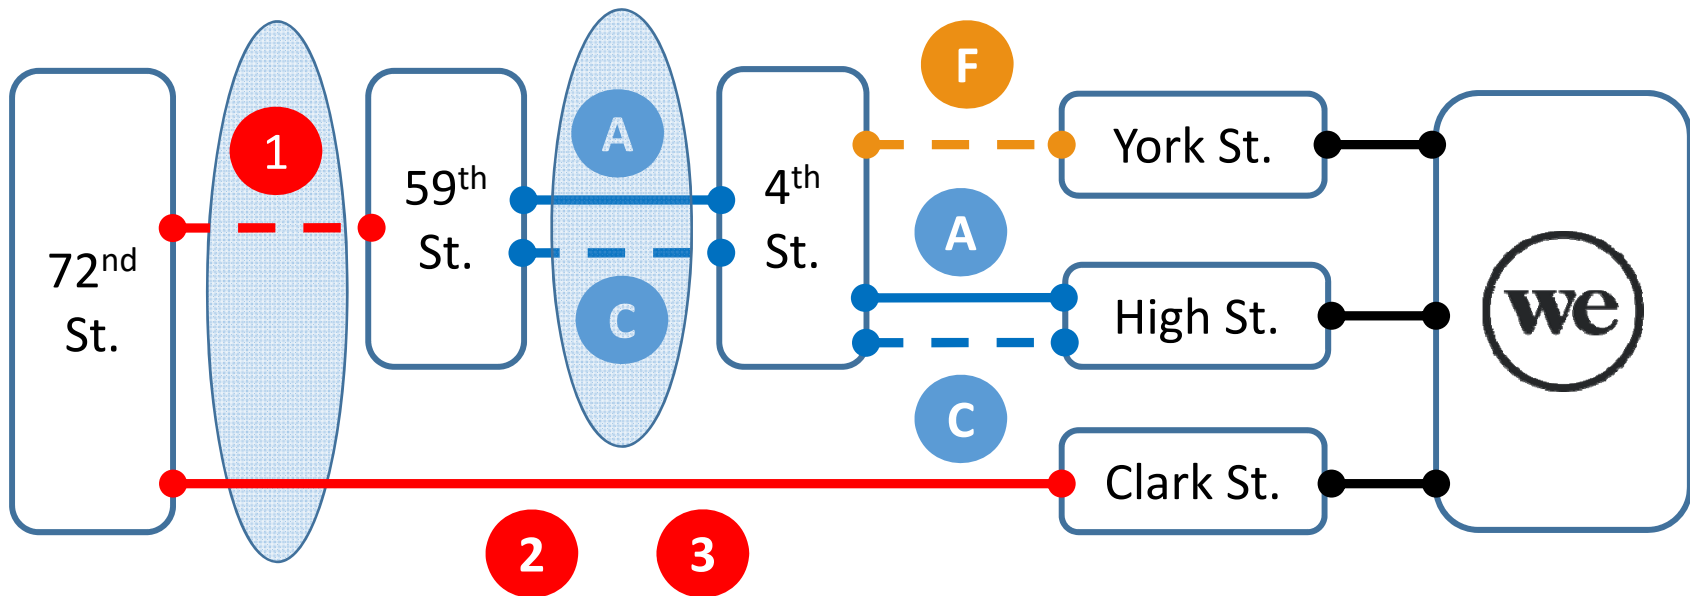 72nd
St.
1
59th
St.
A
C
4th
St.
F
A
C
York St.
High St.
Clark St.
2
3
we